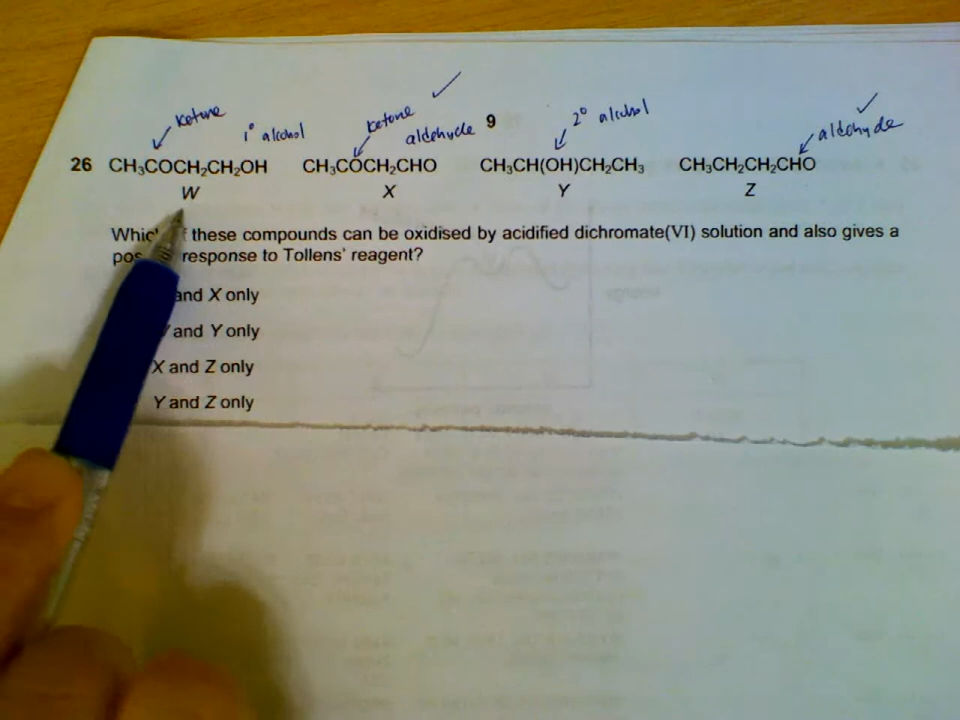 ketone 1° alcohol ketone ✓ aldehyde 9 2° alcohol ✓ aldehyde
26 CH₃COCH₂CH₂OH CH₃COCH₂CHO CH₃CH(OH)CH₂CH₃ CH₃CH₂CH₂CHO
W X Y Z
these compounds can be oxidised by acidified dichromate(VI) solution and also gives a
response to Tollens' reagent?
and X only
and Y only
X and Z only
Y and Z only